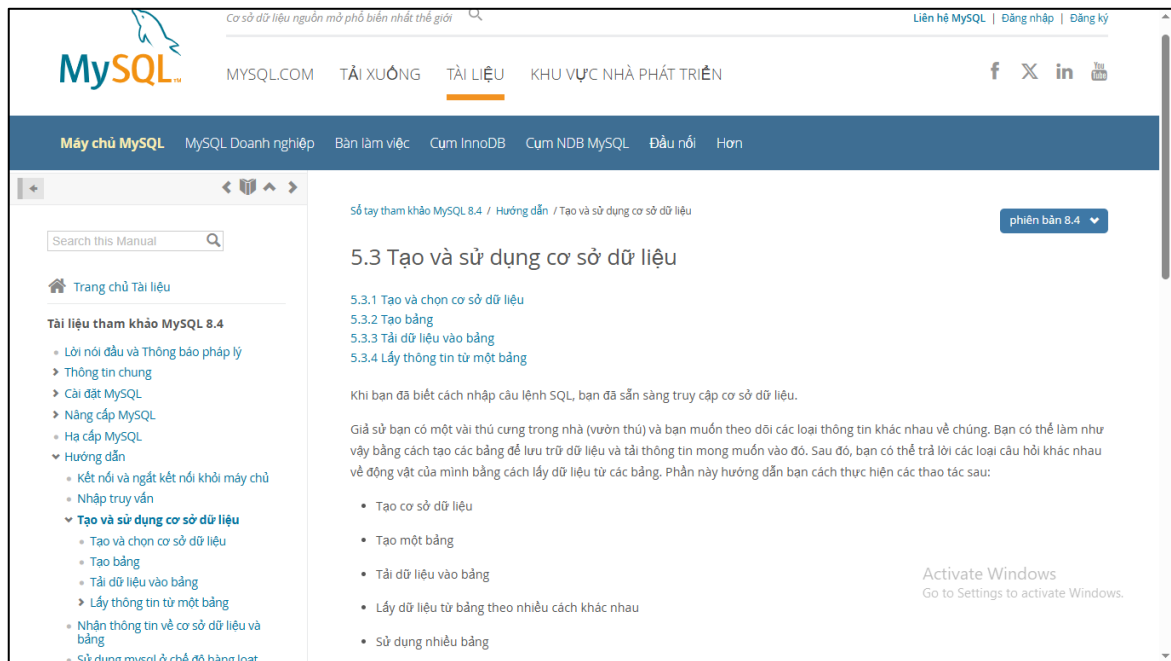 Cơ sở dữ liệu nguồn mở phổ biến nhất thế giới
Liên hệ MySQL | Đăng nhập | Đăng ký
MySQL™
MYSQL.COM TẢI XUỐNG TÀI LIỆU KHU VỰC NHÀ PHÁT TRIỂN
f X in You Tube
Máy chủ MySQL MySQL Doanh nghiệp Bàn làm việc Cụm InnoDB Cụm NDB MySQL Đầu nối Hơn
Search this Manual
Trang chủ Tài liệu
Tài liệu tham khảo MySQL 8.4
Lời nói đầu và Thông báo pháp lý
Thông tin chung
Cài đặt MySQL
Nâng cấp MySQL
Hạ cấp MySQL
Hướng dẫn
Kết nối và ngắt kết nối khỏi máy chủ
Nhập truy vấn
Tạo và sử dụng cơ sở dữ liệu
Tạo và chọn cơ sở dữ liệu
Tạo bảng
Tải dữ liệu vào bảng
Lấy thông tin từ một bảng
Nhận thông tin về cơ sở dữ liệu và
bảng
Sử dụng mysql ở chế độ hàng loạt
Sổ tay tham khảo MySQL 8.4 / Hướng dẫn / Tạo và sử dụng cơ sở dữ liệu
phiên bản 8.4
5.3 Tạo và sử dụng cơ sở dữ liệu
5.3.1 Tạo và chọn cơ sở dữ liệu
5.3.2 Tạo bảng
5.3.3 Tải dữ liệu vào bảng
5.3.4 Lấy thông tin từ một bảng
Khi bạn đã biết cách nhập câu lệnh SQL, bạn đã sẵn sàng truy cập cơ sở dữ liệu.
Giả sử bạn có một vài thú cưng trong nhà (vườn thú) và bạn muốn theo dõi các loại thông tin khác nhau về chúng. Bạn có thể làm như
vậy bằng cách tạo các bảng để lưu trữ dữ liệu và tải thông tin mong muốn vào đó. Sau đó, bạn có thể trả lời các loại câu hỏi khác nhau
về động vật của mình bằng cách lấy dữ liệu từ các bảng. Phần này hướng dẫn bạn cách thực hiện các thao tác sau:
Tạo cơ sở dữ liệu
Tạo một bảng
Tải dữ liệu vào bảng
Lấy dữ liệu từ bảng theo nhiều cách khác nhau
Sử dụng nhiều bảng
Activate Windows
Go to Settings to activate Windows.